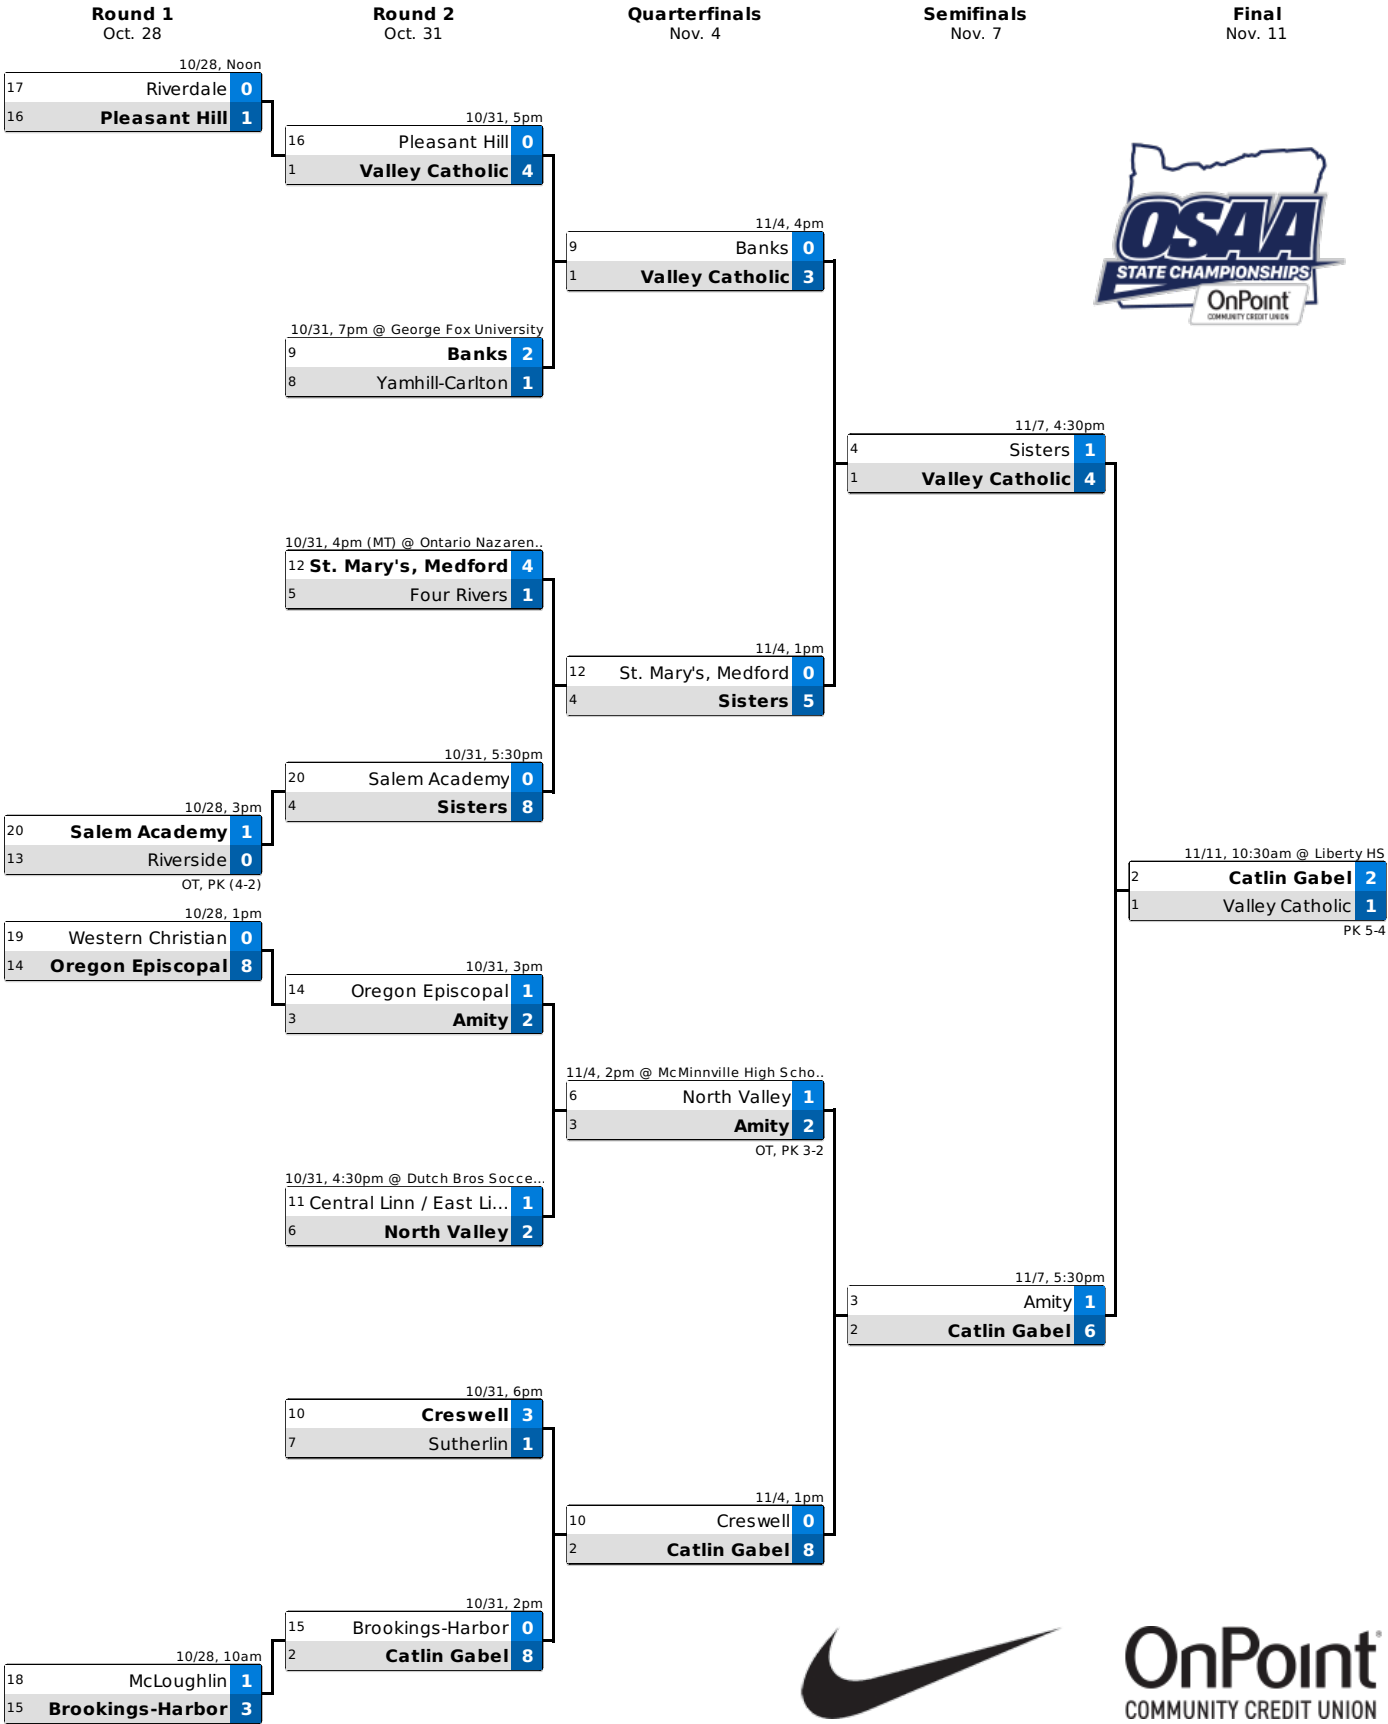 Round 1
Oct. 28
Round 2
Oct. 31
Quarterfinals
Nov. 4
Semifinals
Nov. 7
Final
Nov. 11
10/28, Noon
17 Riverdale 0
16 Pleasant Hill 1
10/28, 3pm
20 Salem Academy 1
13 Riverside 0
OT, PK (4-2)
10/28, 1pm
19 Western Christian 0
14 Oregon Episcopal 8
10/28, 10am
18 McLoughlin 1
15 Brookings-Harbor 3
10/31, 5pm
16 Pleasant Hill 0
1 Valley Catholic 4
10/31, 7pm @ George Fox University
9 Banks 2
8 Yamhill-Carlton 1
10/31, 4pm (MT) @ Ontario Nazaren..
12 St. Mary's, Medford 4
5 Four Rivers 1
10/31, 5:30pm
20 Salem Academy 0
4 Sisters 8
10/31, 3pm
14 Oregon Episcopal 1
3 Amity 2
10/31, 4:30pm @ Dutch Bros Socce...
11 Central Linn / East Li... 1
6 North Valley 2
10/31, 6pm
10 Creswell 3
7 Sutherlin 1
10/31, 2pm
15 Brookings-Harbor 0
2 Catlin Gabel 8
11/4, 4pm
9 Banks 0
1 Valley Catholic 3
11/4, 1pm
12 St. Mary's, Medford 0
4 Sisters 5
11/4, 2pm @ McMinnville High Scho..
6 North Valley 1
3 Amity 2
OT, PK 3-2
11/4, 1pm
10 Creswell 0
2 Catlin Gabel 8
11/7, 4:30pm
4 Sisters 1
1 Valley Catholic 4
11/7, 5:30pm
3 Amity 1
2 Catlin Gabel 6
11/11, 10:30am @ Liberty HS
2 Catlin Gabel 2
1 Valley Catholic 1
PK 5-4
OSAA
STATE CHAMPIONSHIPS
OnPoint
COMMUNITY CREDIT UNION
OnPoint®
COMMUNITY CREDIT UNION